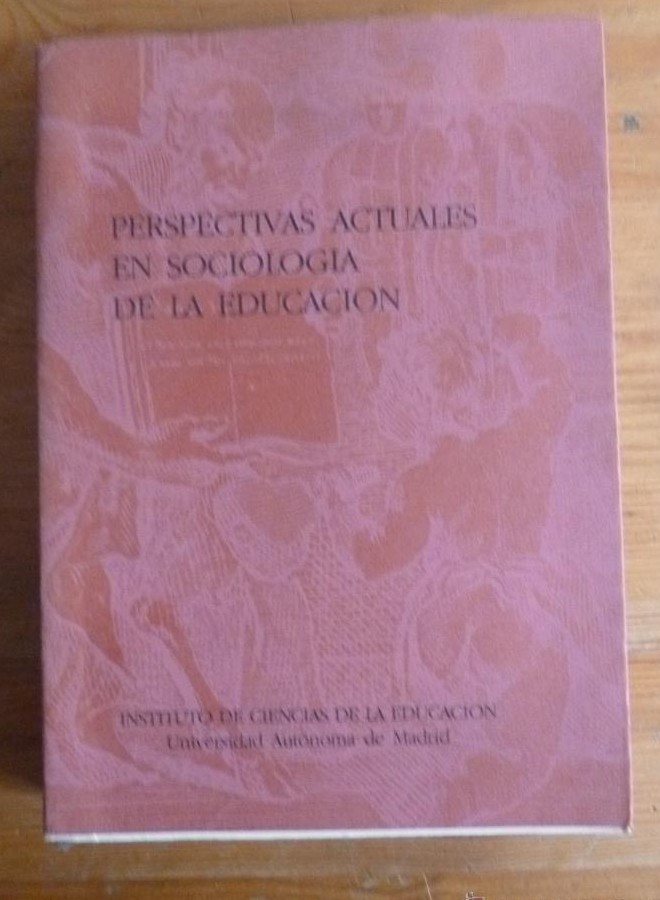 PERSPECTIVAS ACTUALES
EN SOCIOLOGIA
DE LA EDUCACION
INSTITUTO DE CIENCIAS DE LA EDUCACION
Universidad Autónoma de Madrid